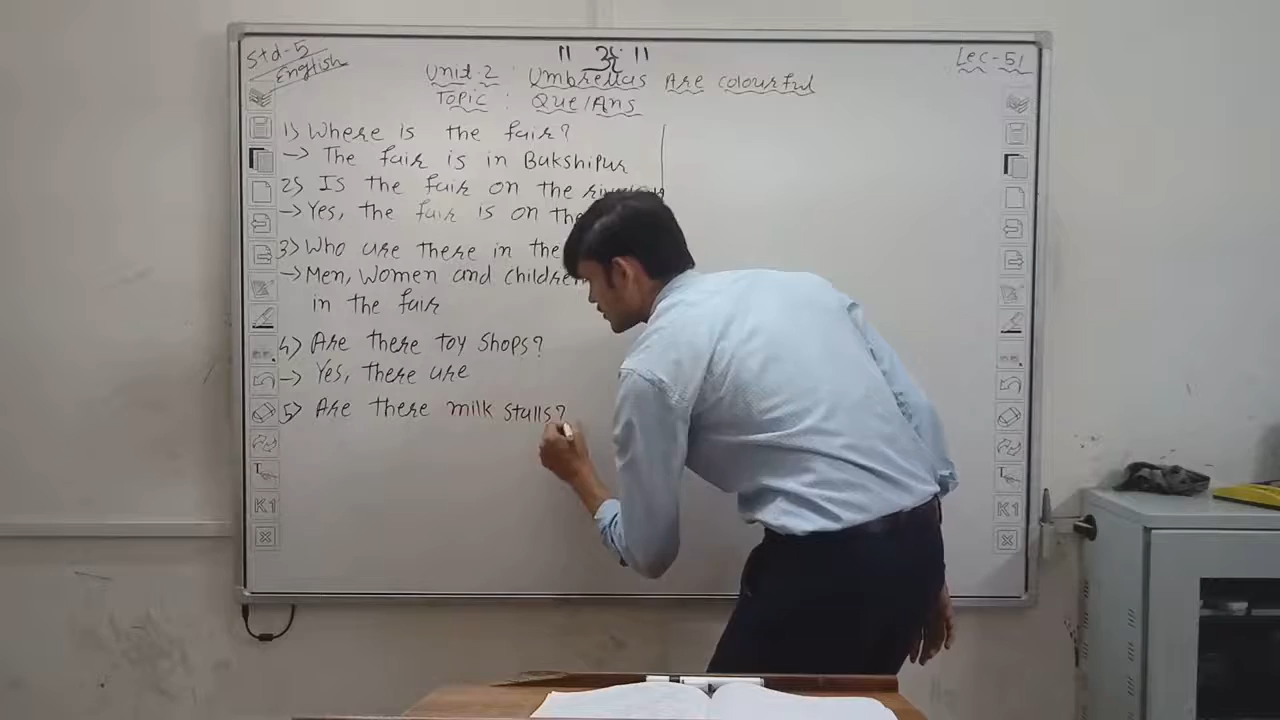 Std-5
English
" ૐ "
Lec-51
Unit-2 : Umbrellas Are colourful
Topic : Que/Ans
1) Where is the fair?
→ The fair is in Bakshipur
2) Is the fair on the
→ Yes, the fair is on the
3) Who are there in the
→ Men, Women and Children
in the fair
4) Are there toy shops?
→ Yes, there are
5) Are there milk stalls?
T
K1
T
K1